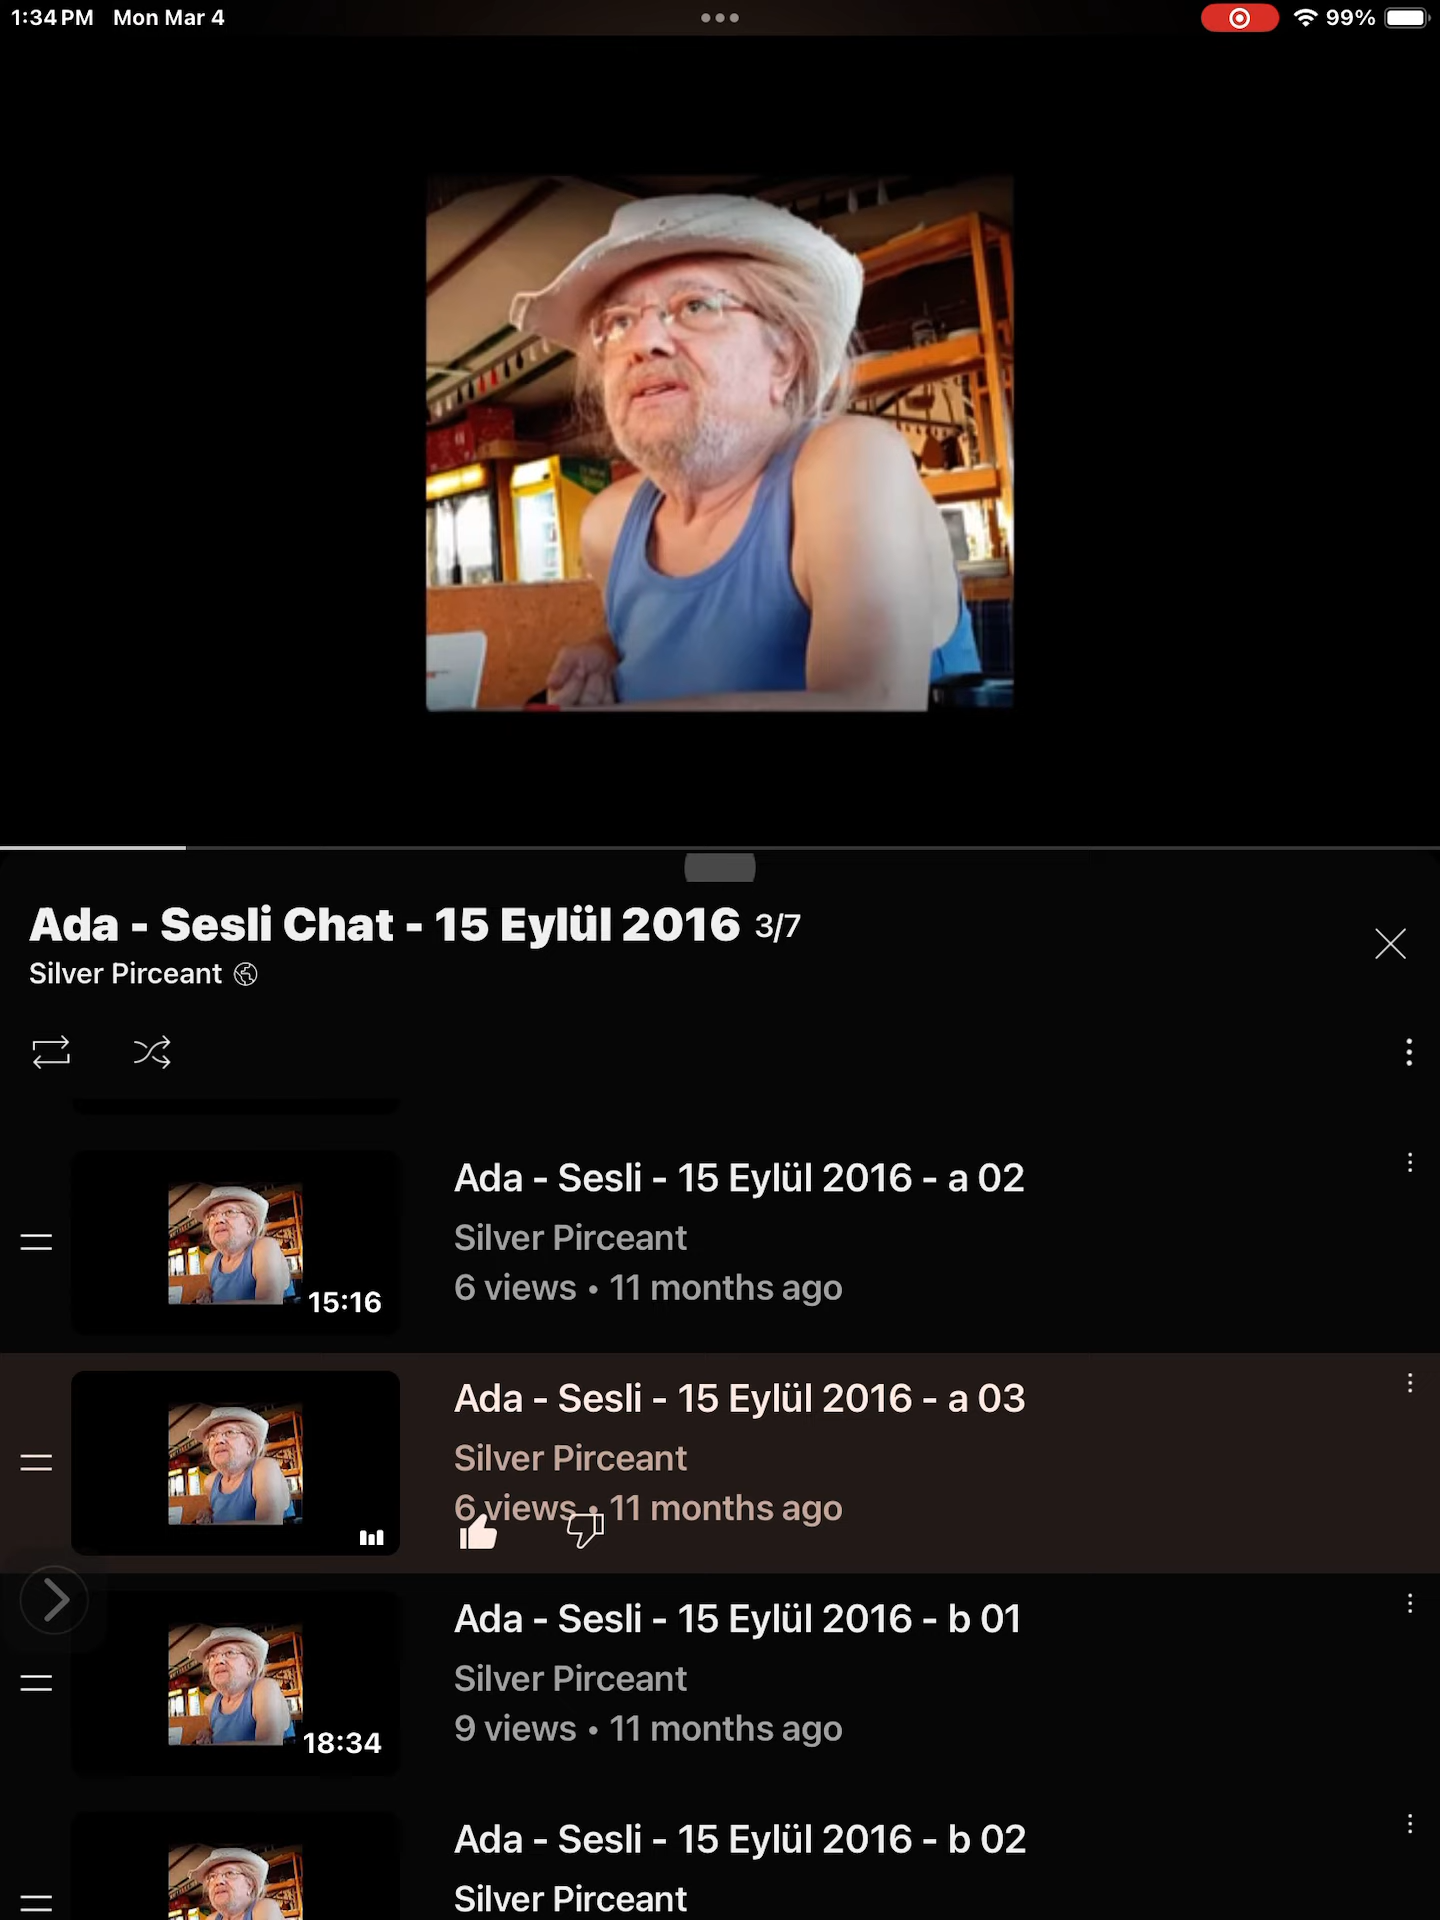 1:34 PM Mon Mar 4
99%
Ada - Sesli Chat - 15 Eylül 2016 3/7
Silver Pirceant
Ada - Sesli - 15 Eylül 2016 - a 02
Silver Pirceant
6 views • 11 months ago
15:16
Ada - Sesli - 15 Eylül 2016 - a 03
Silver Pirceant
6 views • 11 months ago
Ada - Sesli - 15 Eylül 2016 - b 01
Silver Pirceant
9 views • 11 months ago
18:34
Ada - Sesli - 15 Eylül 2016 - b 02
Silver Pirceant